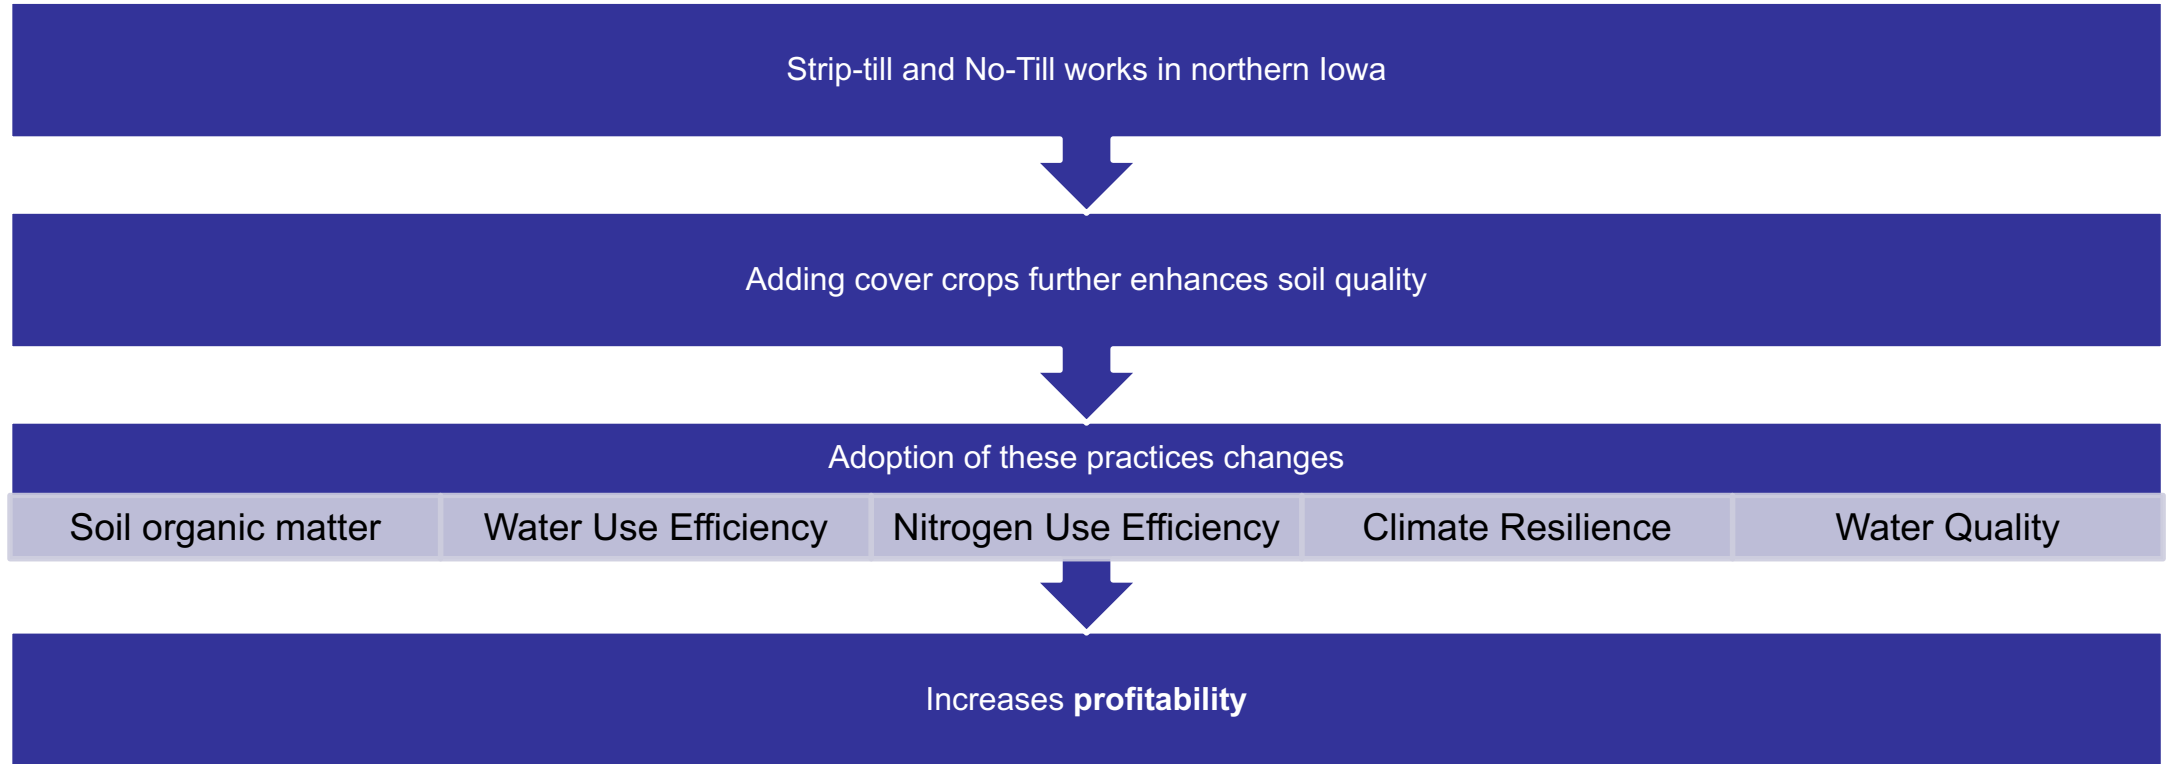 Strip-till and No-Till works in northern Iowa
Adding cover crops further enhances soil quality
Adoption of these practices changes
Soil organic matter
Water Use Efficiency
Nitrogen Use Efficiency
Climate Resilience
Water Quality
Increases profitability